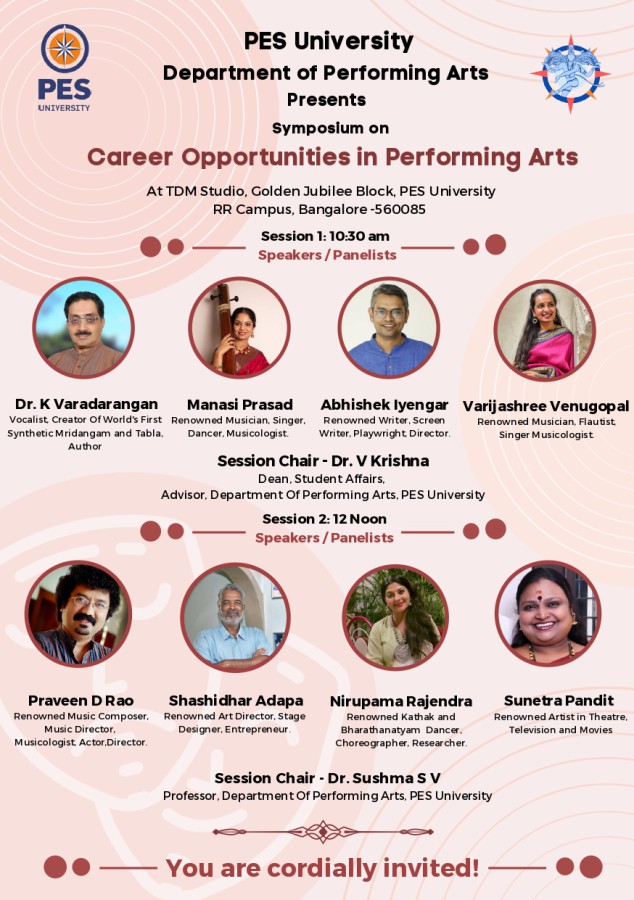 PES
UNIVERSITY
PES University
Department of Performing Arts
Presents
Symposium on
Career Opportunities in Performing Arts
At TDM Studio, Golden Jubilee Block, PES University
RR Campus, Bangalore -560085
Session 1: 10:30 am
Speakers / Panelists
Dr. K Varadarangan
Vocalist, Creator Of World's First
Synthetic Mridangam and Tabla,
Author
Manasi Prasad
Renowned Musician, Singer,
Dancer, Musicologist.
Abhishek Iyengar
Renowned Writer, Screen
Writer, Playwright, Director.
Varijashree Venugopal
Renowned Musician, Flautist,
Singer Musicologist.
Session Chair - Dr. V Krishna
Dean, Student Affairs,
Advisor, Department Of Performing Arts, PES University
Session 2: 12 Noon
Speakers / Panelists
Praveen D Rao
Renowned Music Composer,
Music Director,
Musicologist, Actor,Director.
Shashidhar Adapa
Renowned Art Director, Stage
Designer, Entrepreneur.
Nirupama Rajendra
Renowned Kathak and
Bharathanatyam Dancer,
Choreographer, Researcher.
Sunetra Pandit
Renowned Artist in Theatre,
Television and Movies
Session Chair - Dr. Sushma S V
Professor, Department Of Performing Arts, PES University
You are cordially invited!